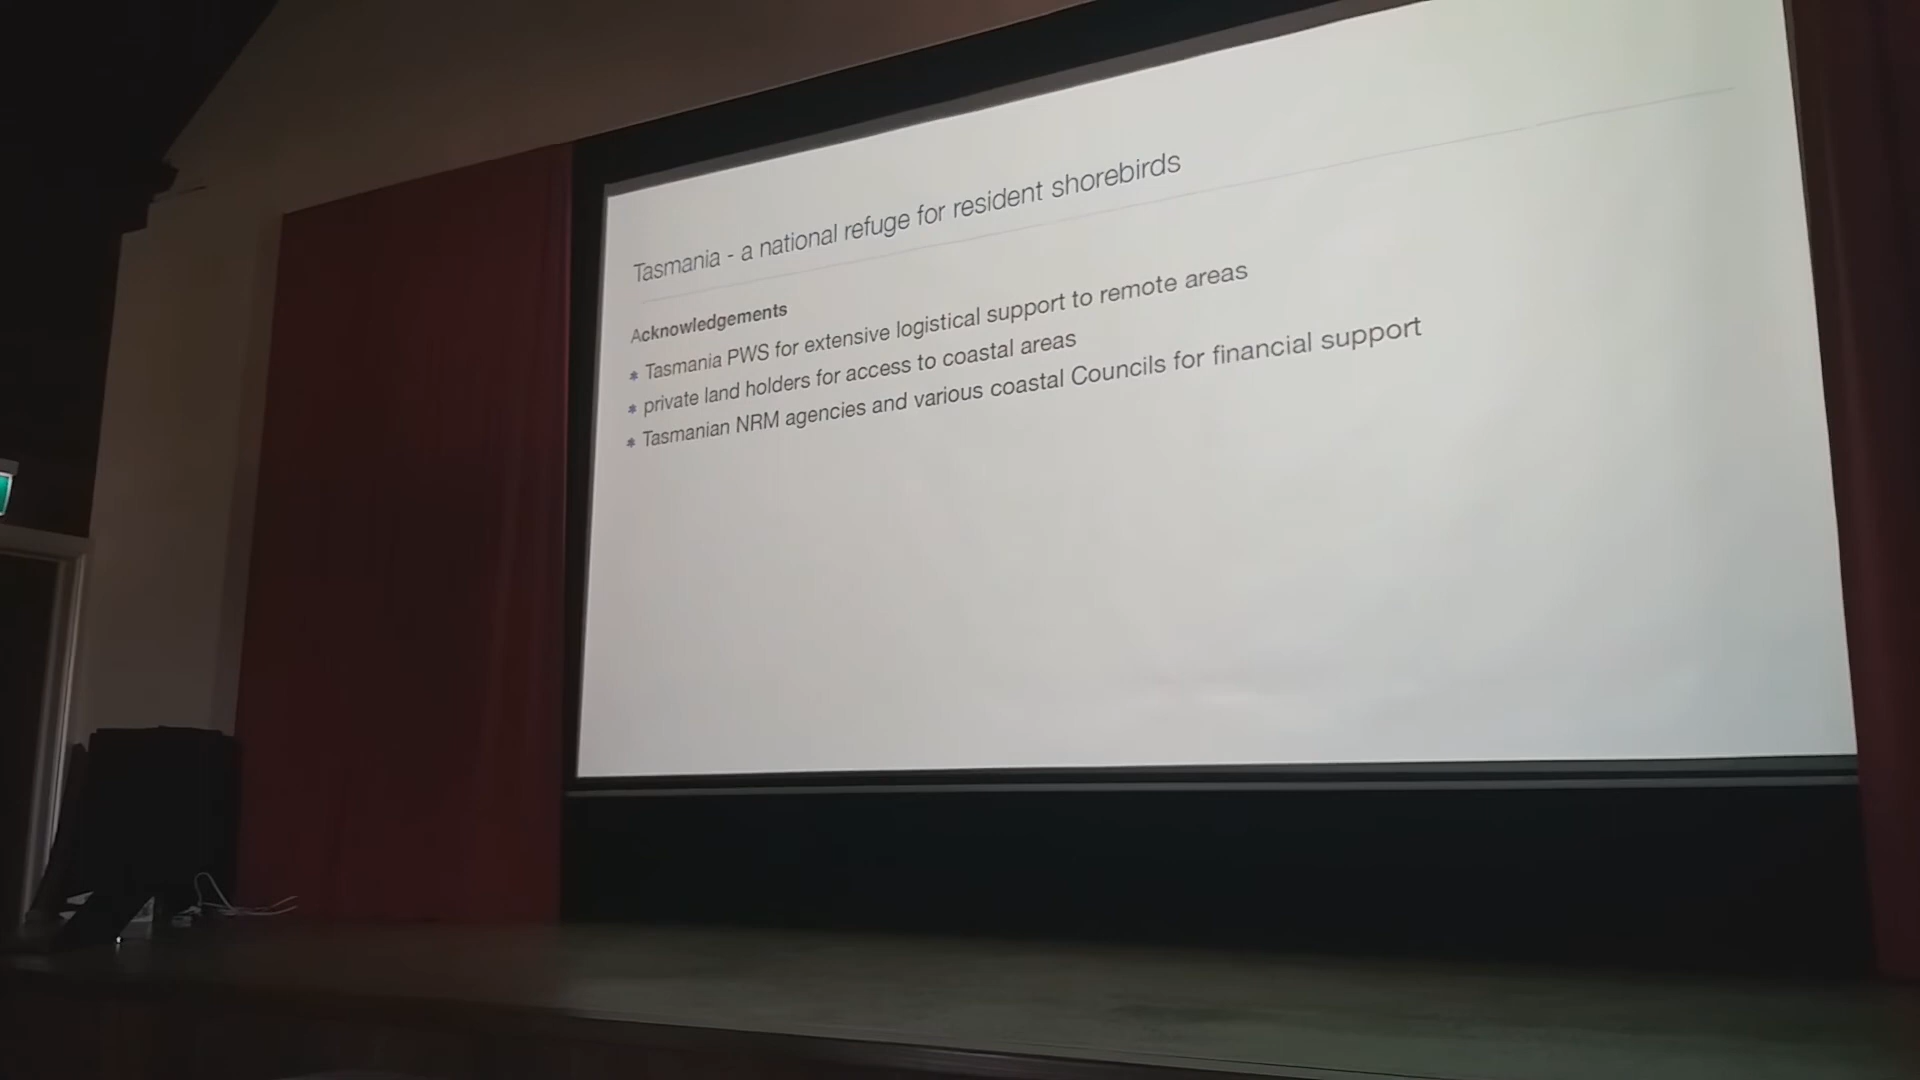 Tasmania - a national refuge for resident shorebirds
Acknowledgements
* Tasmania PWS for extensive logistical support to remote areas
* private land holders for access to coastal areas
* Tasmanian NRM agencies and various coastal Councils for financial support